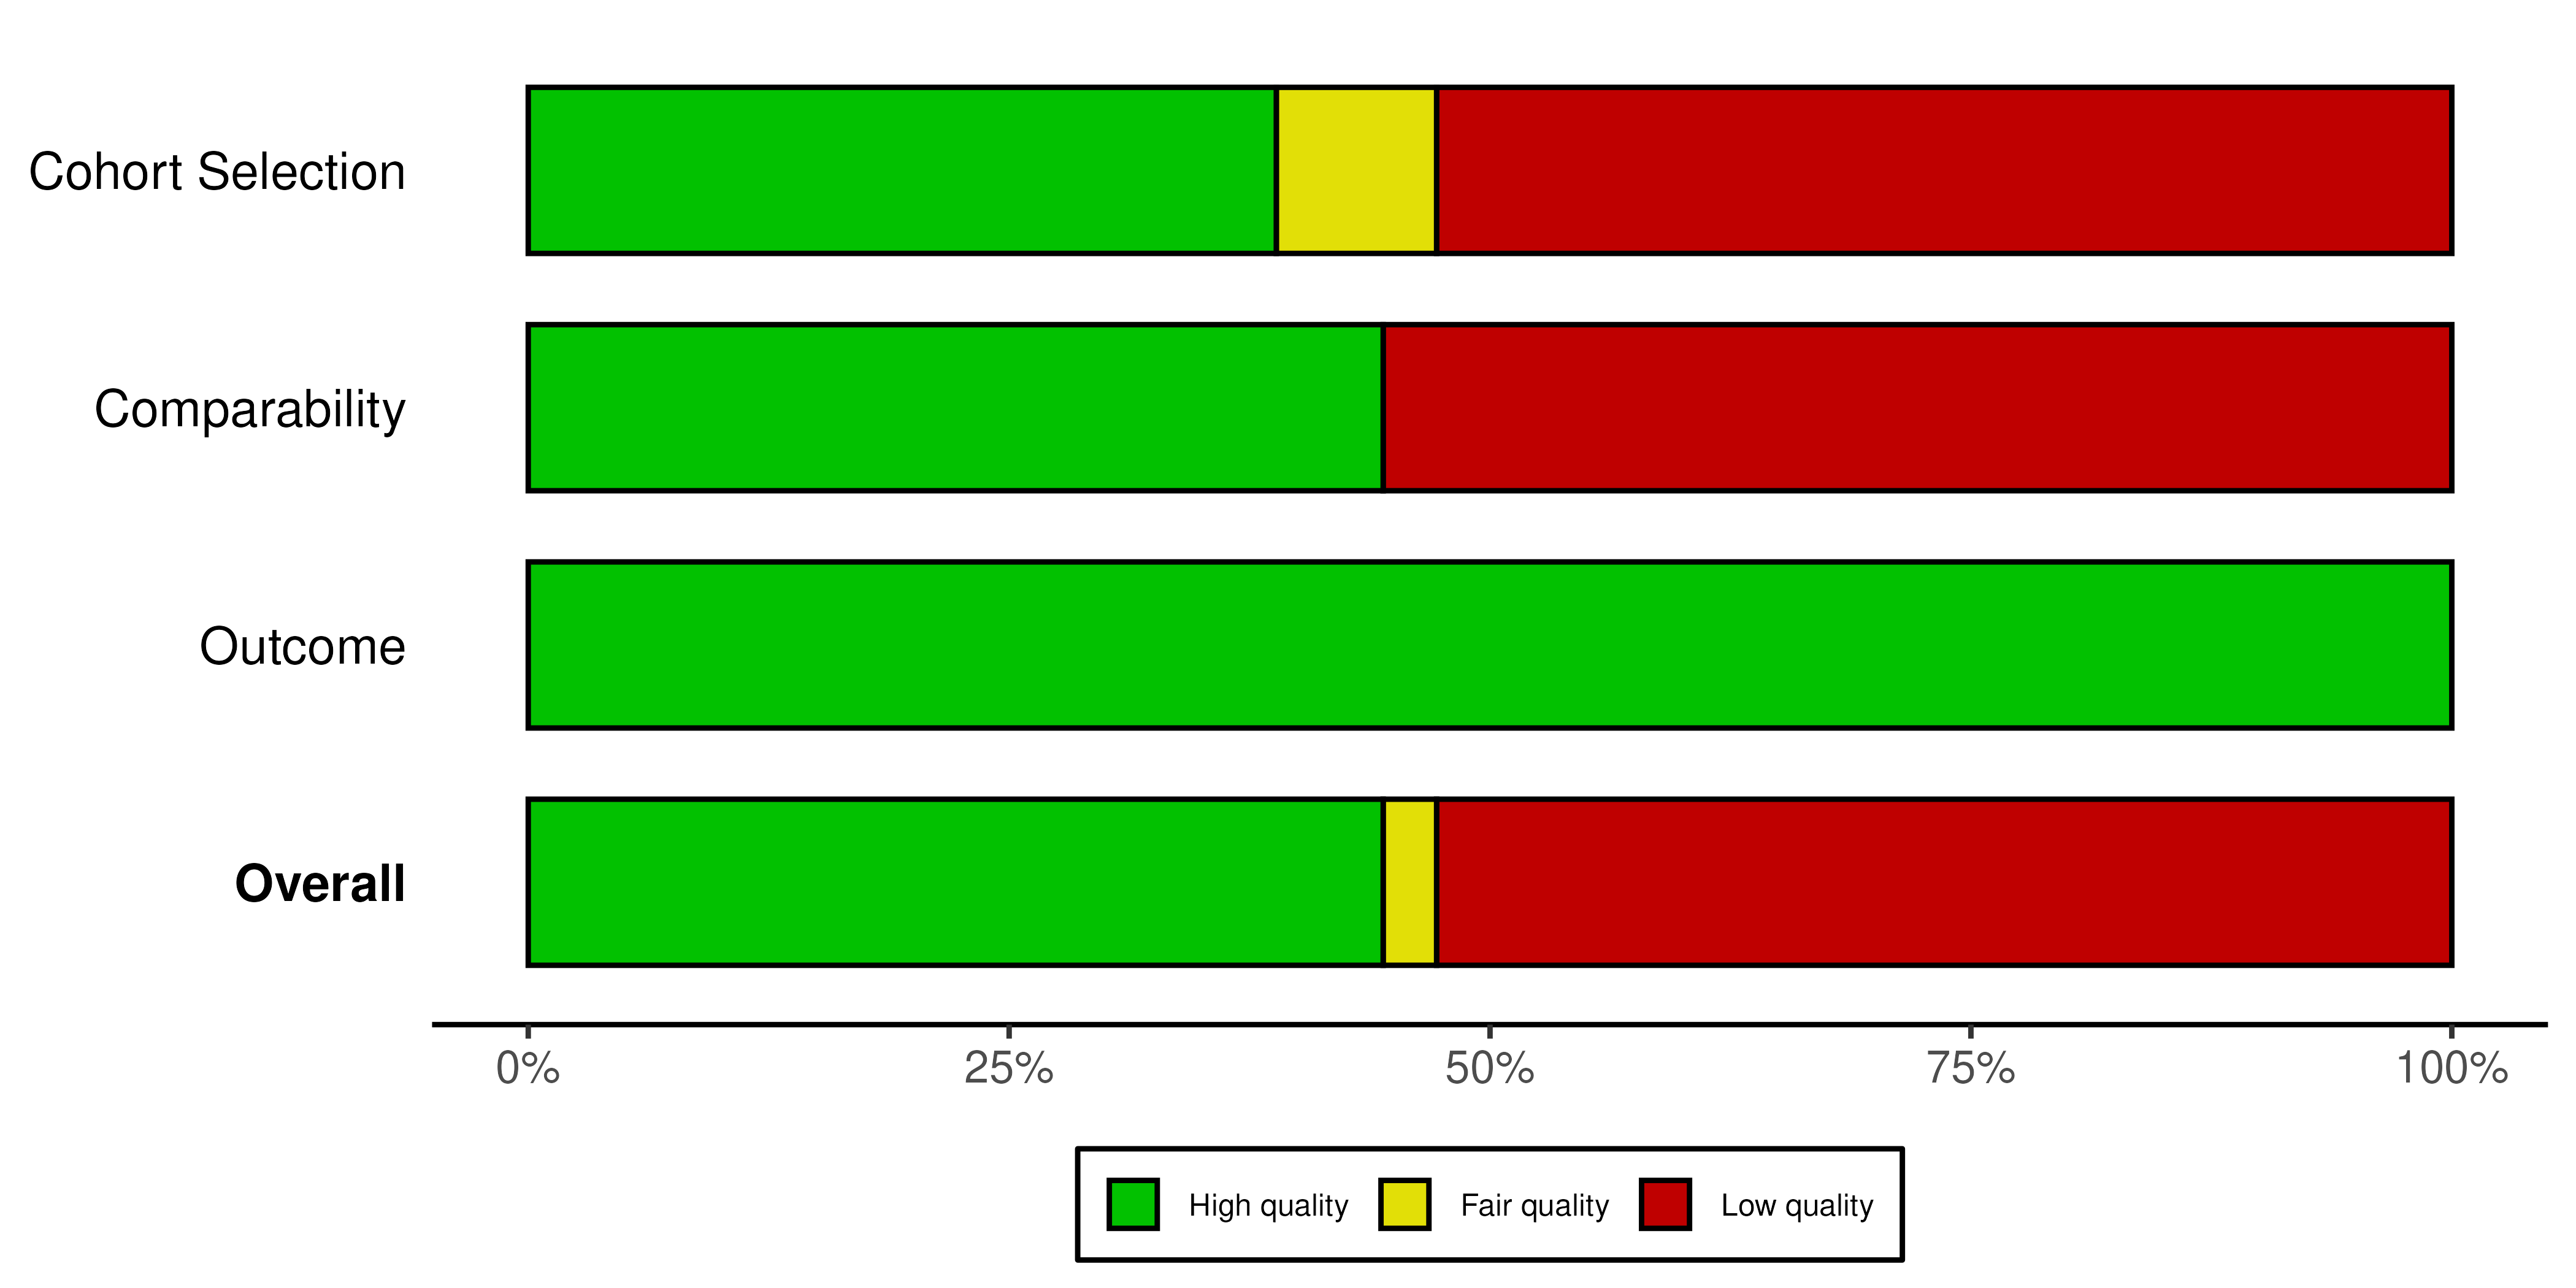 Cohort Selection
Comparability
Outcome
Overall
0% 25% 50% 75% 100%
High quality Fair quality Low quality